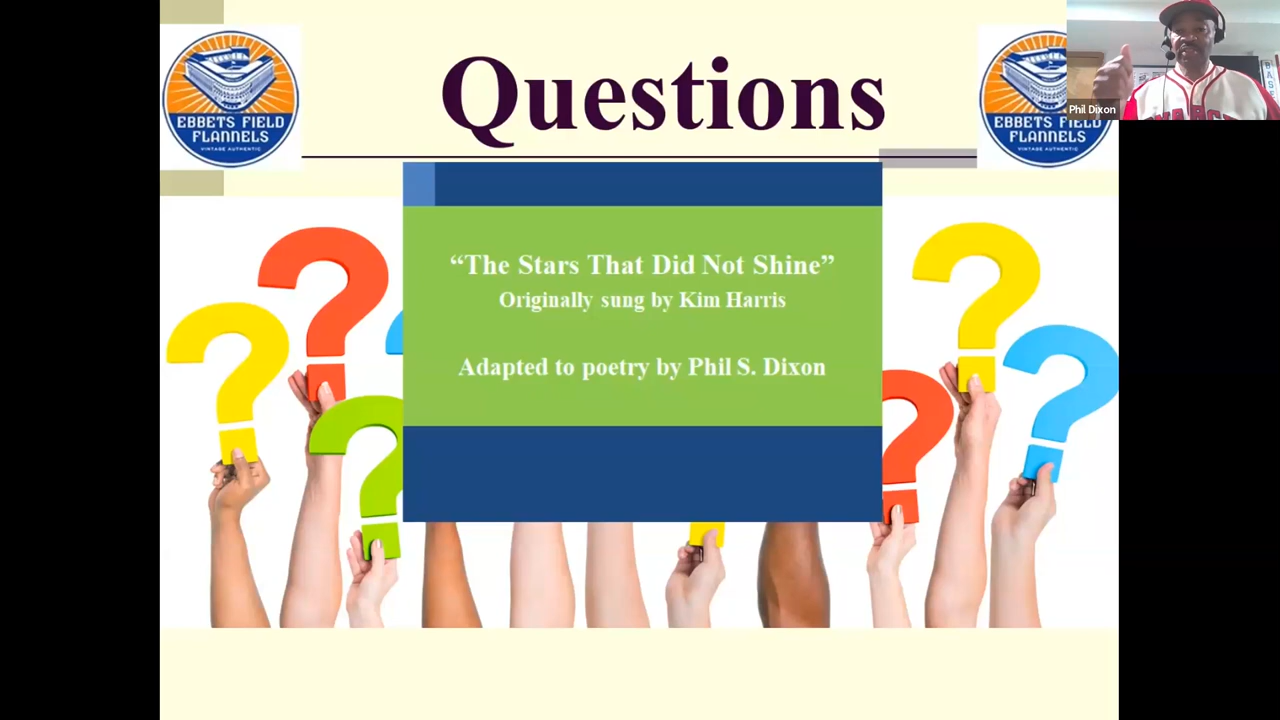 Questions
EBBETS FIELD
FLANNELS
VINTAGE AUTHENTIC
EBBETS FIELD
FLANNELS
VINTAGE AUTHENTIC
Phil Dixon
“The Stars That Did Not Shine”
Originally sung by Kim Harris
Adapted to poetry by Phil S. Dixon